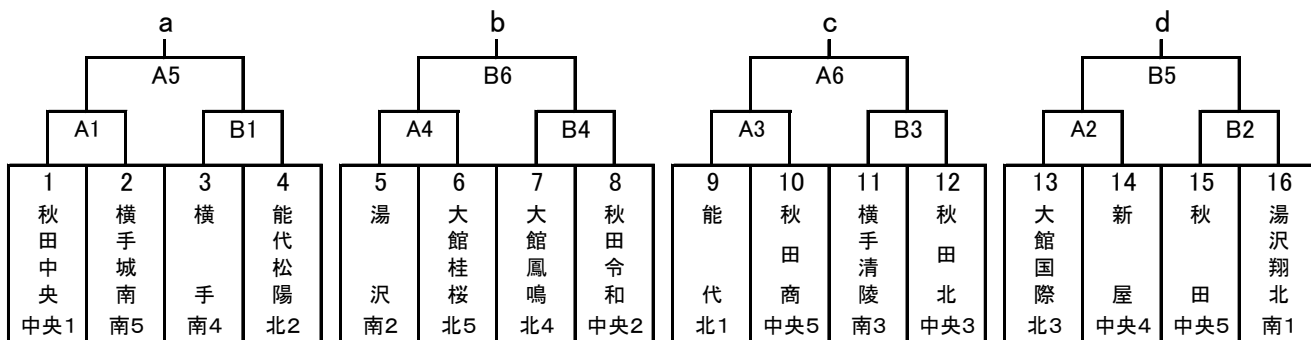 a b c d
A5 B6 A6 B5
A1 B1 A4 B4 A3 B3 A2 B2
1 2 3 4 5 6 7 8 9 10 11 12 13 14 15 16
秋田中央
横手城南
横手
能代松陽
湯沢
大館桂桜
大館鳳鳴
秋田令和
能代
秋田商
横手清陵
秋田北
大館国際
新屋
秋田
湯沢翔北
中央1 南5 南4 北2 南2 北5 北4 中央2 北1 中央5 南3 中央3 北3 中央4 中央5 南1